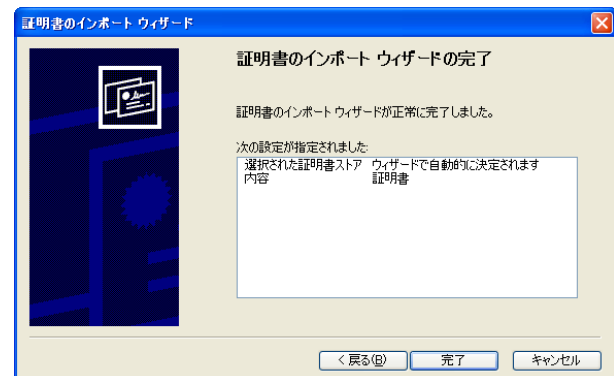 証明書のインポート ウィザード
証明書のインポート ウィザードの完了
証明書のインポート ウィザードが正常に完了しました。
次の設定が指定されました:
選択された証明書ストア ウィザードで自動的に決定されます
内容 証明書
< 戻る(B) 完了 キャンセル